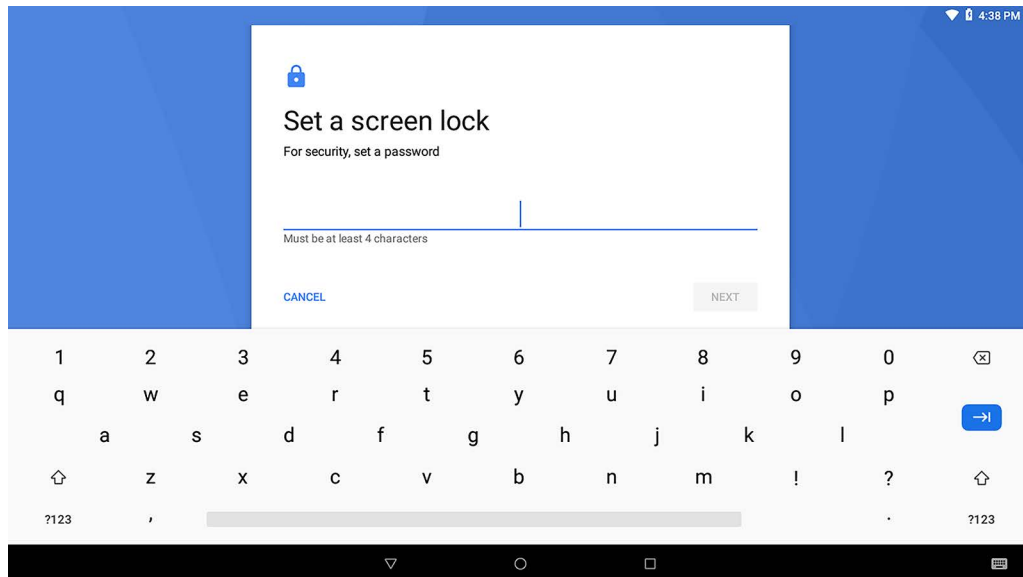 4:38 PM
Set a screen lock
For security, set a password
Must be at least 4 characters
CANCEL NEXT
1 2 3 4 5 6 7 8 9 0
q w e r t y u i o p
a s d f g h j k l
z x c v b n m ! ?
?123 , . ?123